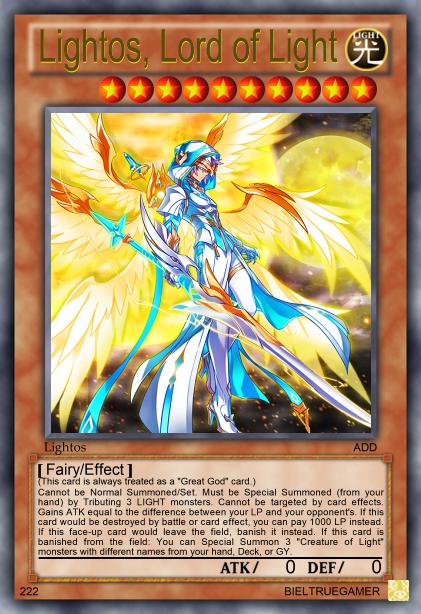 Lightos, Lord of Light
LIGHT
光
Lightos ADD
[ Fairy/Effect ]
(This card is always treated as a "Great God" card.)
Cannot be Normal Summoned/Set. Must be Special Summoned (from your
hand) by Tributing 3 LIGHT monsters. Cannot be targeted by card effects.
Gains ATK equal to the difference between your LP and your opponent's. If this
card would be destroyed by battle or card effect, you can pay 1000 LP instead.
If this face-up card would leave the field, banish it instead. If this card is
banished from the field: You can Special Summon 3 "Creature of Light"
monsters with different names from your hand, Deck, or GY.
ATK/ 0 DEF/ 0
222 BIELTRUEGAMER